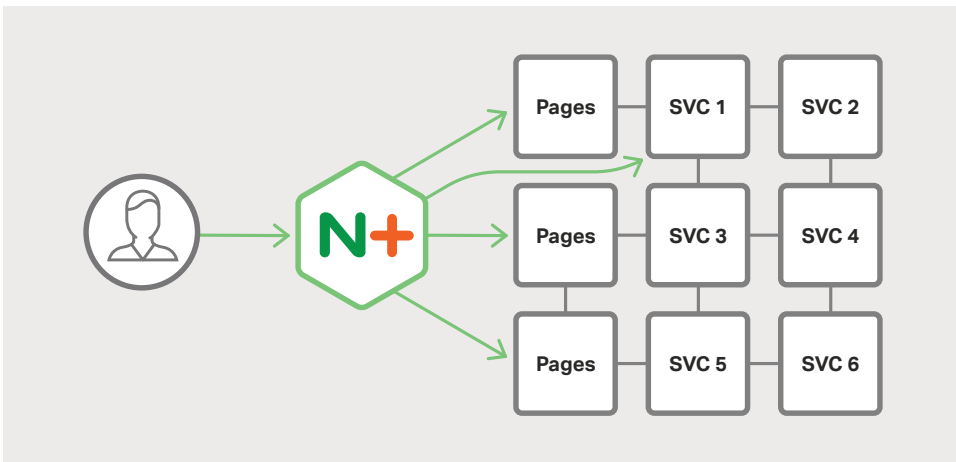 Pages
SVC 1
SVC 2
N+
Pages
SVC 3
SVC 4
Pages
SVC 5
SVC 6